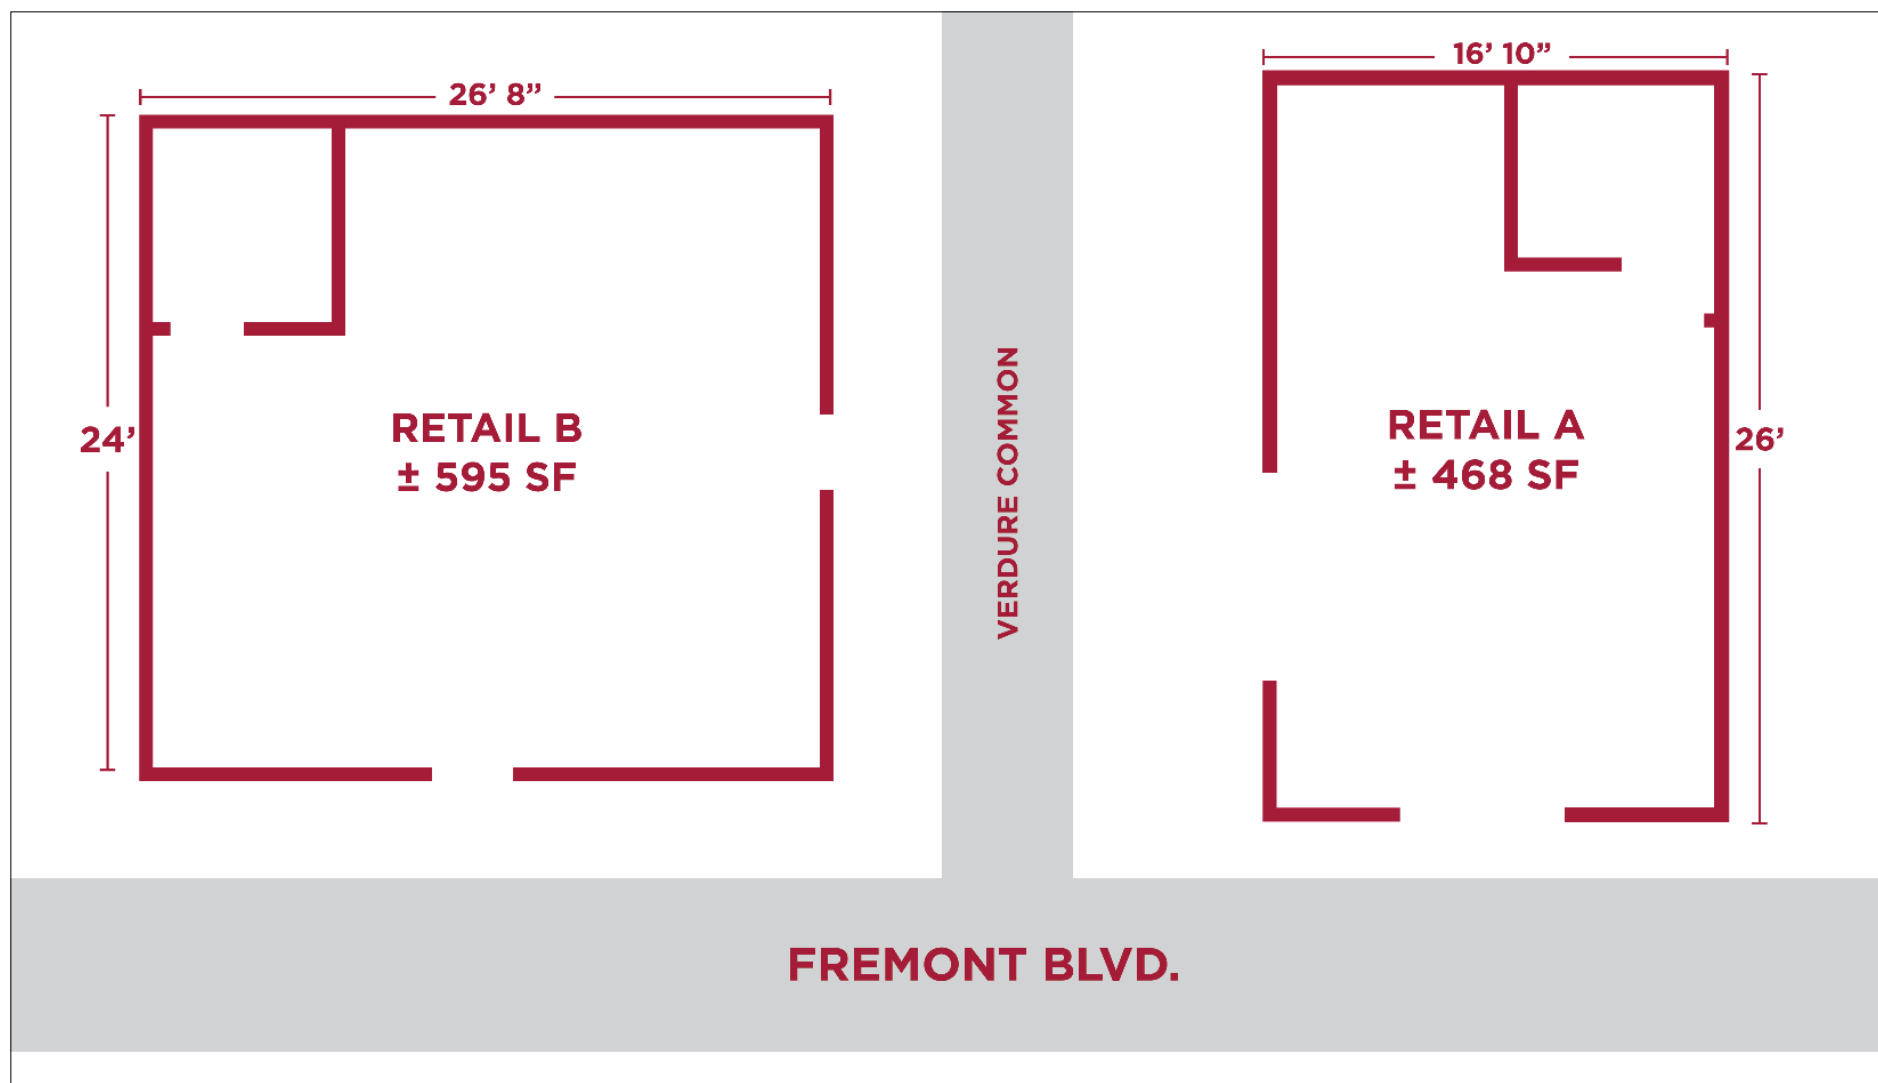 26’ 8”
24’
RETAIL B
± 595 SF
VERDURE COMMON
16’ 10”
RETAIL A
± 468 SF
26’
FREMONT BLVD.